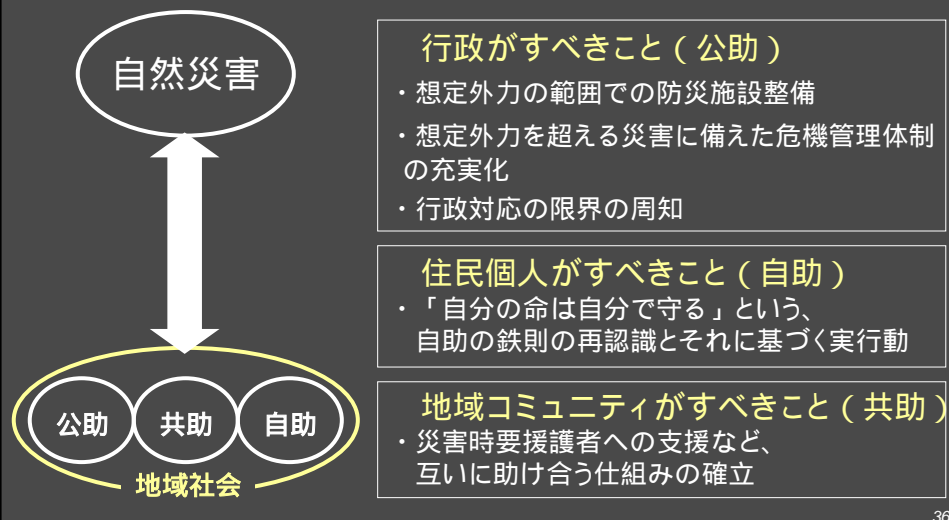 自然災害
公助
共助
自助
地域社会
行政がすべきこと（公助）
・想定外力の範囲での防災施設整備
・想定外力を超える災害に備えた危機管理体制
の充実化
・行政対応の限界の周知
住民個人がすべきこと（自助）
・「自分の命は自分で守る」という、
自助の鉄則の再認識とそれに基づく実行動
地域コミュニティがすべきこと（共助）
・災害時要援護者への支援など、
互いに助け合う仕組みの確立
36